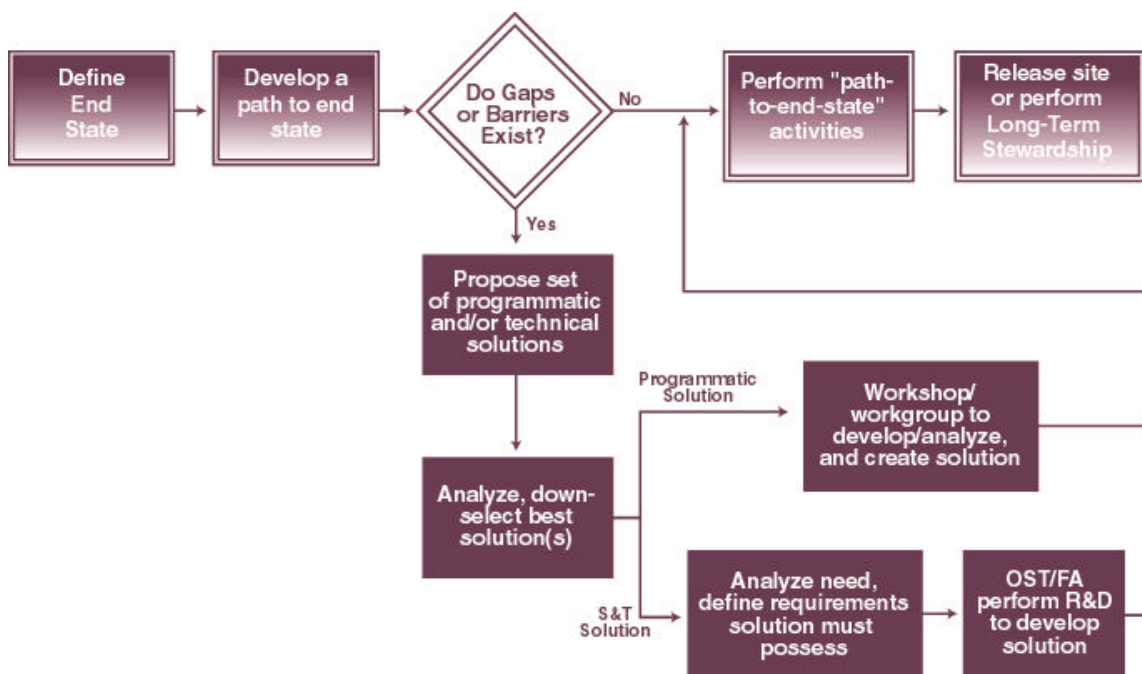 Define
End
State
Develop a
path to end
state
Do Gaps
or Barriers
Exist?
No
Perform "path-
to-end-state"
activities
Release site
or perform
Long-Term
Stewardship
Yes
Propose set
of programmatic
and/or technical
solutions
Analyze, down-
select best
solution(s)
Programmatic
Solution
Workshop/
workgroup to
develop/analyze,
and create solution
S&T
Solution
Analyze need,
define requirements
solution must
possess
OST/FA
perform R&D
to develop
solution